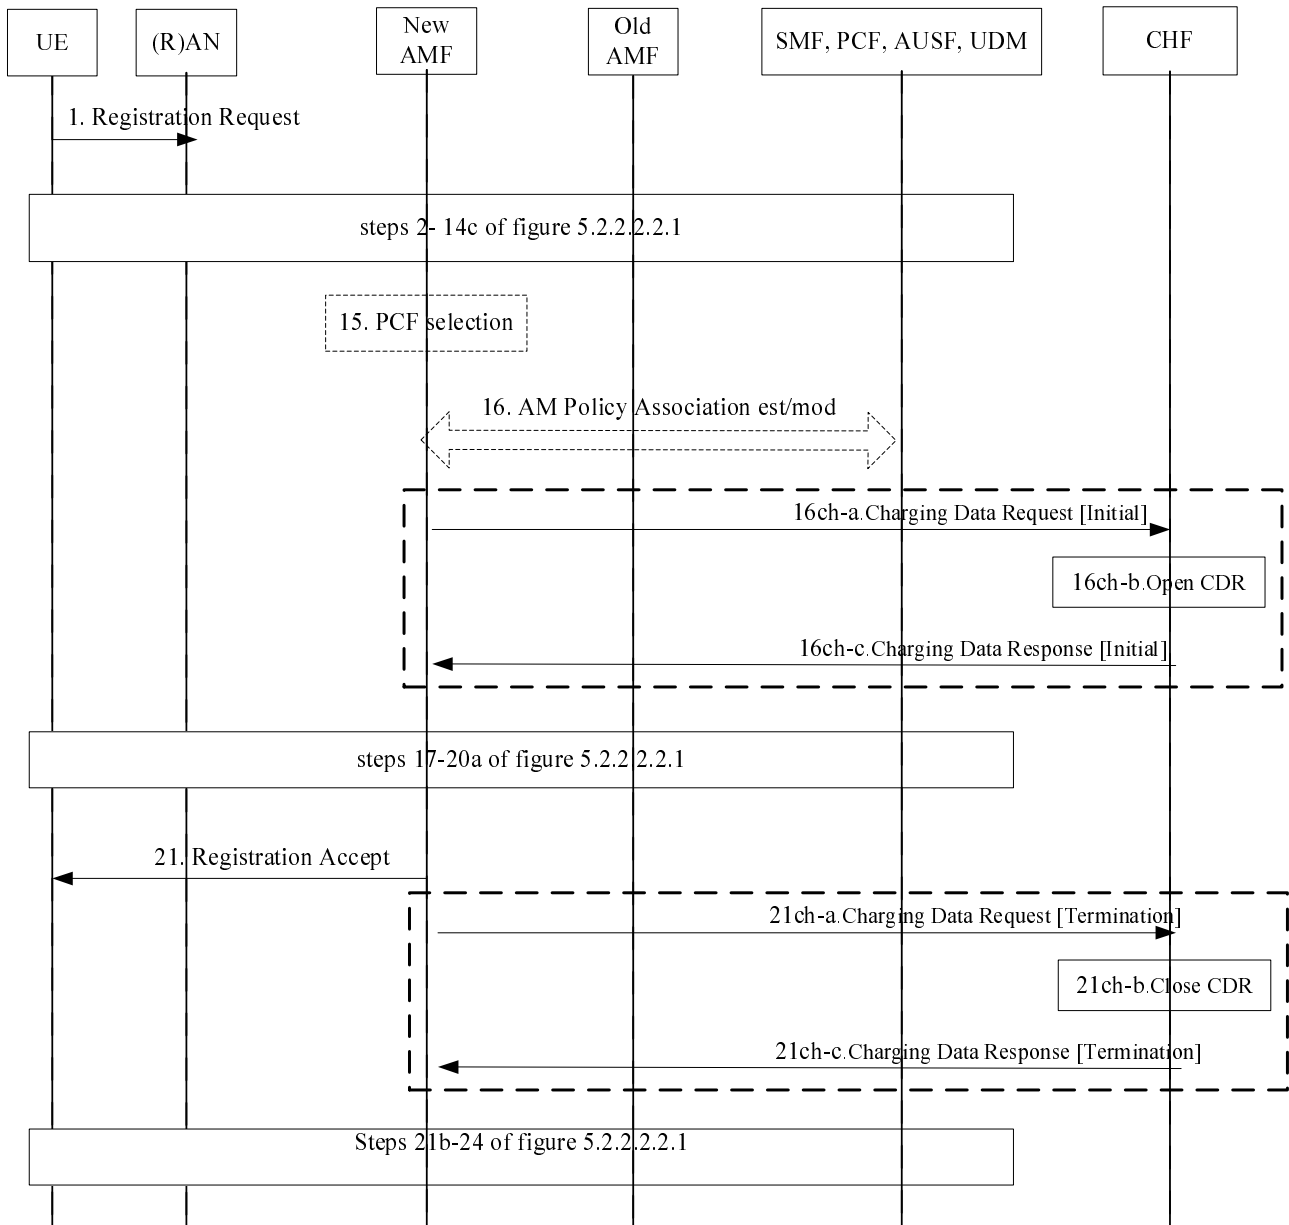 UE
(R)AN
New
AMF
Old
AMF
SMF, PCF, AUSF, UDM
CHF
1. Registration Request
steps 2- 14c of figure 5.2.2.2.2.1
15. PCF selection
16. AM Policy Association est/mod
16ch-a.Charging Data Request [Initial]
16ch-b.Open CDR
16ch-c.Charging Data Response [Initial]
steps 17-20a of figure 5.2.2.2.2.1
21. Registration Accept
21ch-a.Charging Data Request [Termination]
21ch-b.Close CDR
21ch-c.Charging Data Response [Termination]
Steps 21b-24 of figure 5.2.2.2.2.1